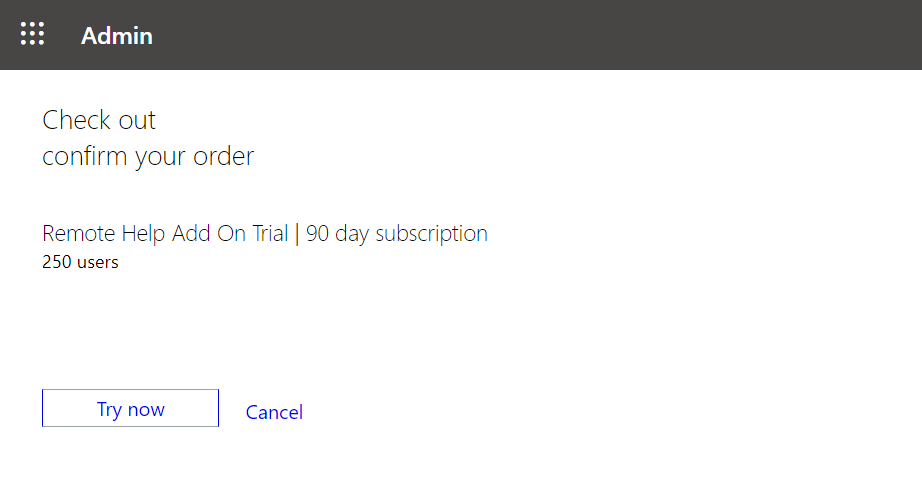 Admin
Check out
confirm your order
Remote Help Add On Trial | 90 day subscription
250 users
Try now
Cancel